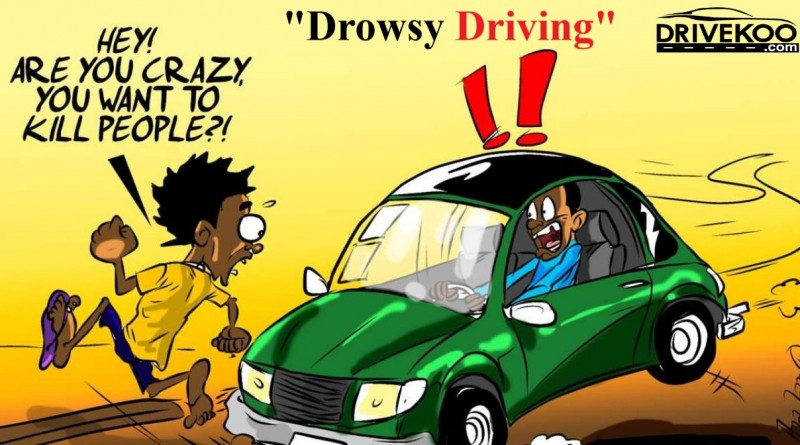 "Drowsy Driving"
DRIVEKOO
.com
HEY!
ARE YOU CRAZY,
YOU WANT TO
KILL PEOPLE?!
!!